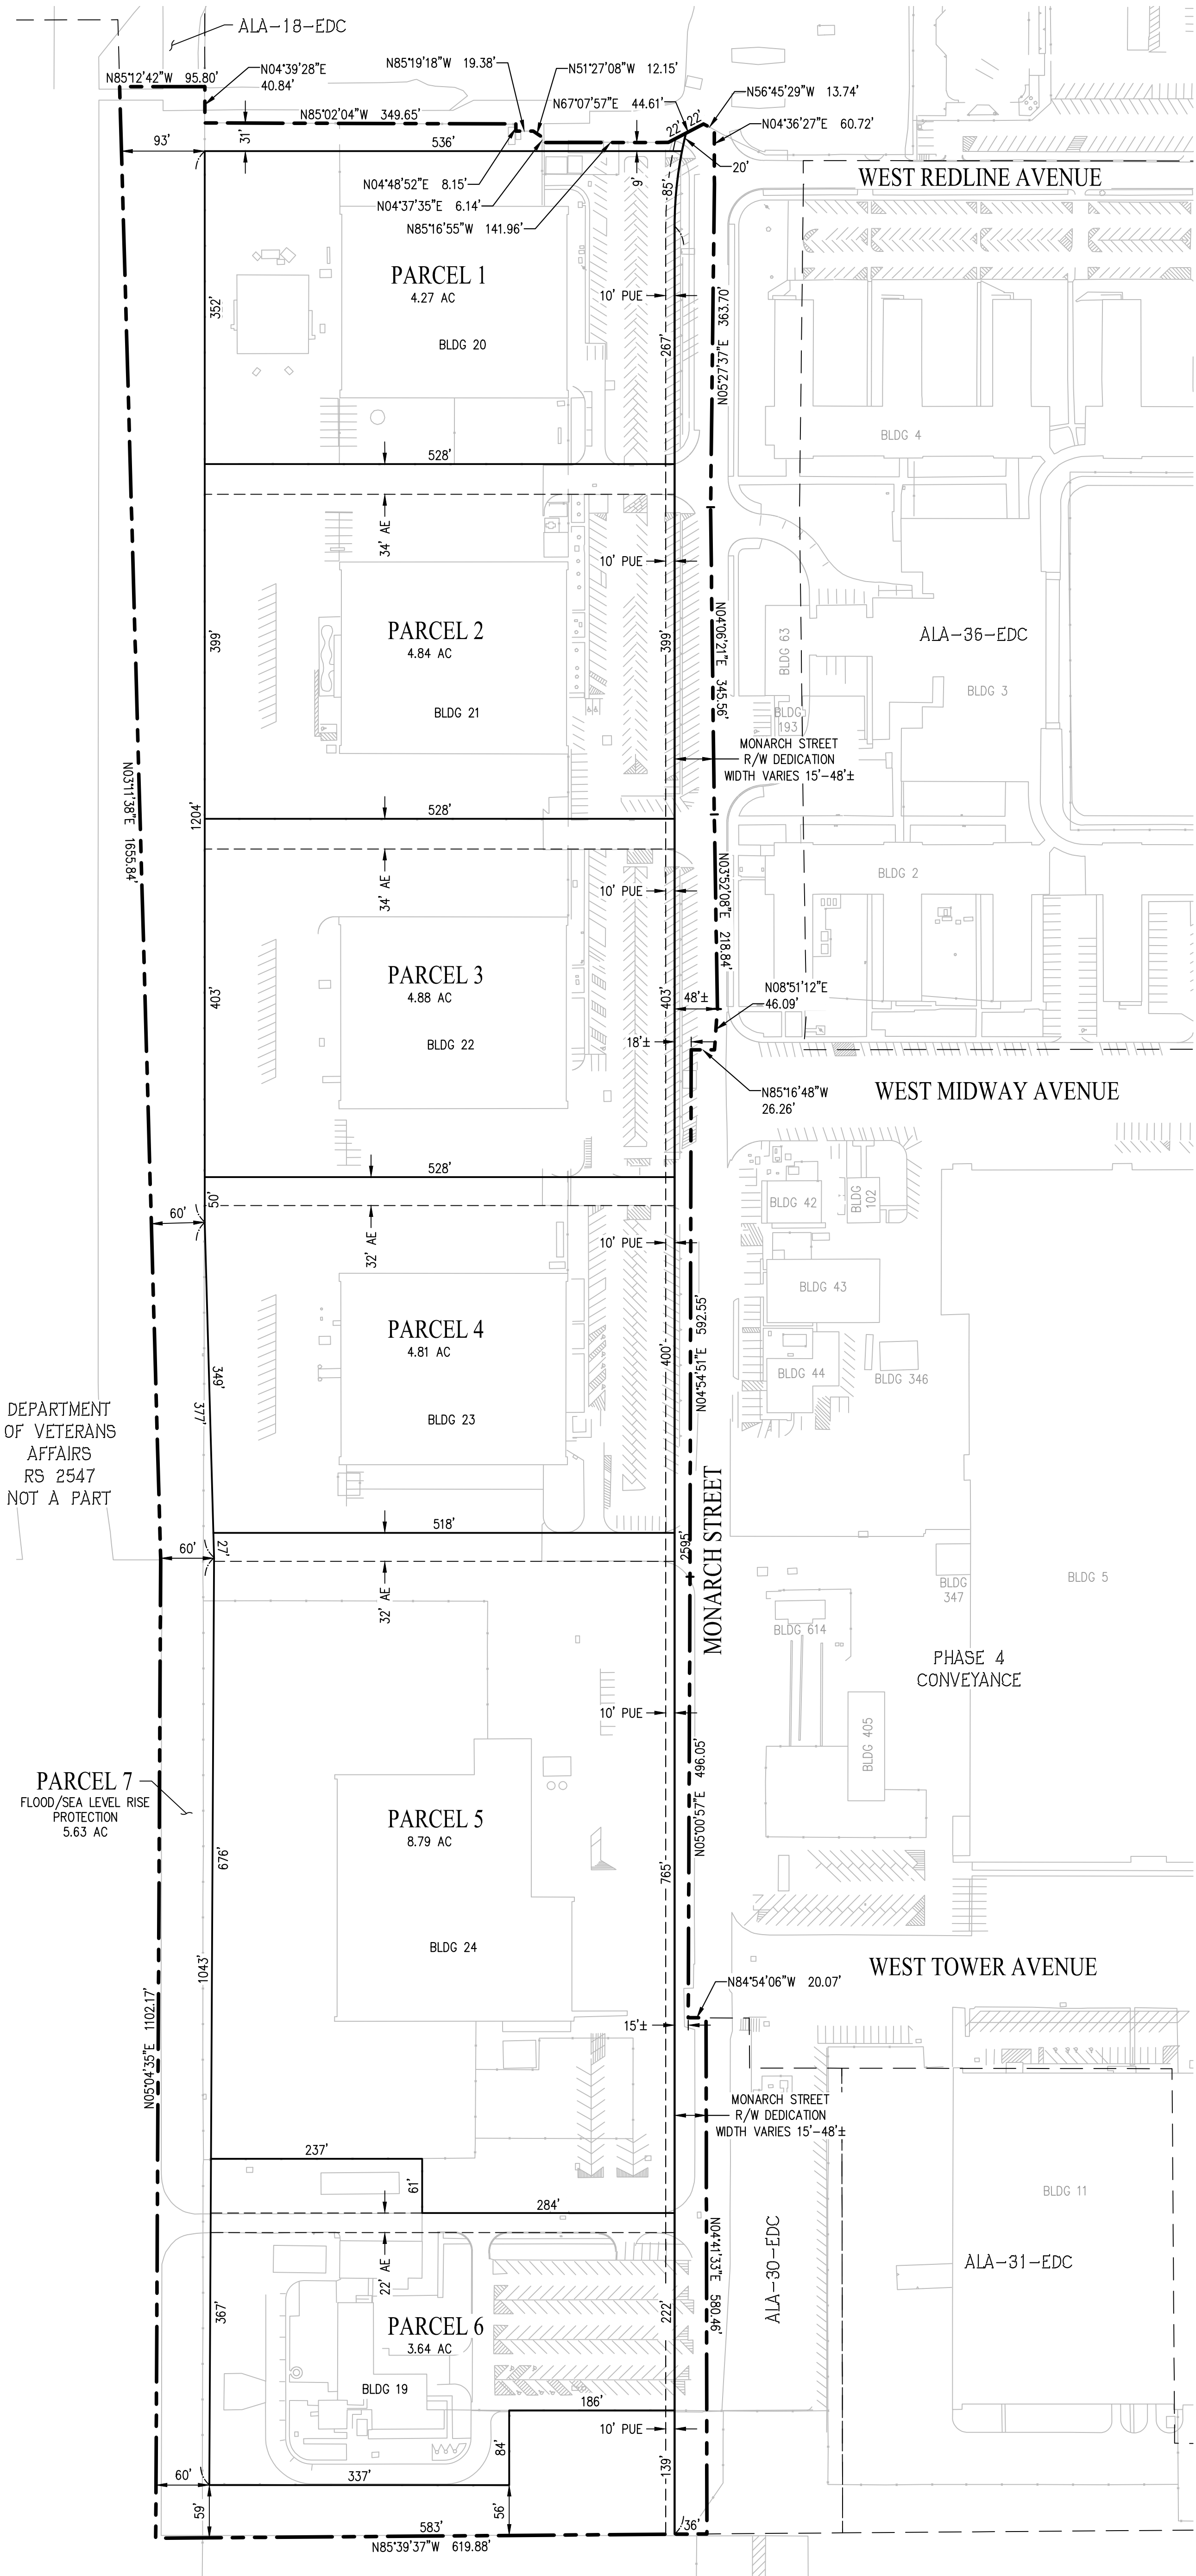 ALA-18-EDC
N85°12'42"W 95.80'
N04°39'28"E
40.84'
N85°19'18"W 19.38'
N51°27'08"W 12.15'
N67°07'57"E 44.61'
N56°45'29"W 13.74'
N04°36'27"E 60.72'
N85°02'04"W 349.65'
22'
22'
93'
31'
536'
9'
85'
20'
N04°48'52"E 8.15'
N04°37'35"E 6.14'
N85°16'55"W 141.96'
WEST REDLINE AVENUE
PARCEL 1
4.27 AC
BLDG 20
352'
10' PUE
267'
N05°27'37"E 363.70'
BLDG 4
528'
34' AE
10' PUE
PARCEL 2
4.84 AC
BLDG 21
399'
399'
N04°06'21"E 345.56'
BLDG 63
BLDG
193
ALA-36-EDC
BLDG 3
MONARCH STREET
R/W DEDICATION
WIDTH VARIES 15'-48'±
N03°11'38"E 1655.84'
1204'
528'
34' AE
10' PUE
N03°52'08"E 218.84'
BLDG 2
PARCEL 3
4.88 AC
BLDG 22
403'
403'
48'±
N08°51'12"E
46.09'
18'±
N85°16'48"W
26.26'
WEST MIDWAY AVENUE
528'
50'
60'
32' AE
10' PUE
BLDG 42
BLDG
102
BLDG 43
BLDG 44
BLDG 346
PARCEL 4
4.81 AC
BLDG 23
349'
377'
400'
N04°54'51"E 592.55'
DEPARTMENT
OF VETERANS
AFFAIRS
RS 2547
NOT A PART
518'
27'
60'
32' AE
2595'
MONARCH STREET
BLDG
347
BLDG 5
BLDG 614
PHASE 4
CONVEYANCE
10' PUE
BLDG 405
N05°00'57"E 496.05'
PARCEL 7
FLOOD/SEA LEVEL RISE
PROTECTION
5.63 AC
PARCEL 5
8.79 AC
BLDG 24
676'
765'
1043'
WEST TOWER AVENUE
N84°54'06"W 20.07'
15'±
N05°04'35"E 1102.17'
MONARCH STREET
R/W DEDICATION
WIDTH VARIES 15'-48'±
237'
61'
284'
22' AE
BLDG 11
ALA-30-EDC
ALA-31-EDC
N04°41'33"E 580.46'
PARCEL 6
3.64 AC
BLDG 19
367'
222'
186'
10' PUE
84'
139'
60'
337'
59'
56'
583'
36'
N85°39'37"W 619.88'